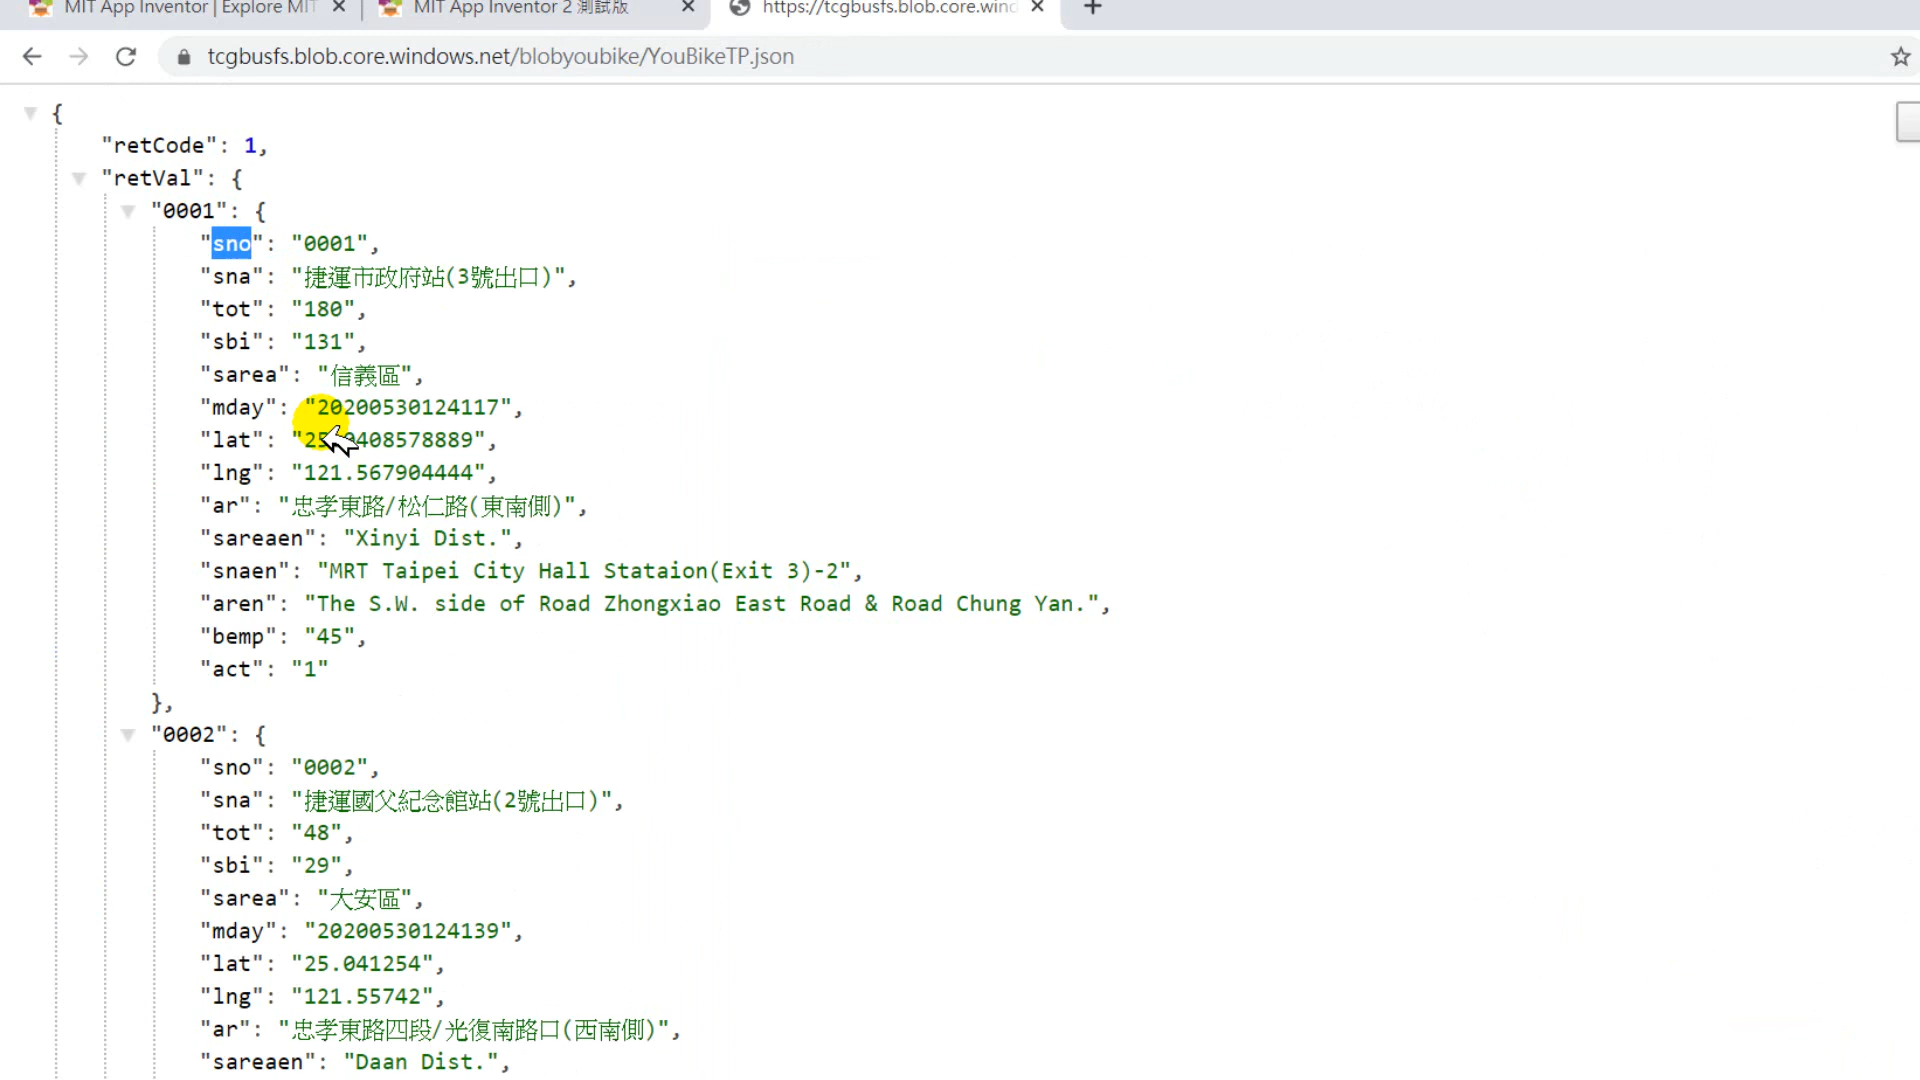 MIT App Inventor | Explore MIT
MIT App Inventor 2 測試版
https://tcgbusfs.blob.core.wind
tcgbusfs.blob.core.windows.net/blobyoubike/YouBikeTP.json
{
"retCode": 1,
"retVal": {
"0001": {
"sno": "0001",
"sna": "捷運市政府站(3號出口)",
"tot": "180",
"sbi": "131",
"sarea": "信義區",
"mday": "20200530124117",
"lat": "25.0408578889",
"lng": "121.567904444",
"ar": "忠孝東路/松仁路(東南側)",
"sareaen": "Xinyi Dist.",
"snaen": "MRT Taipei City Hall Stataion(Exit 3)-2",
"aren": "The S.W. side of Road Zhongxiao East Road & Road Chung Yan.",
"bemp": "45",
"act": "1"
},
"0002": {
"sno": "0002",
"sna": "捷運國父紀念館站(2號出口)",
"tot": "48",
"sbi": "29",
"sarea": "大安區",
"mday": "20200530124139",
"lat": "25.041254",
"lng": "121.55742",
"ar": "忠孝東路四段/光復南路口(西南側)",
"sareaen": "Daan Dist.",